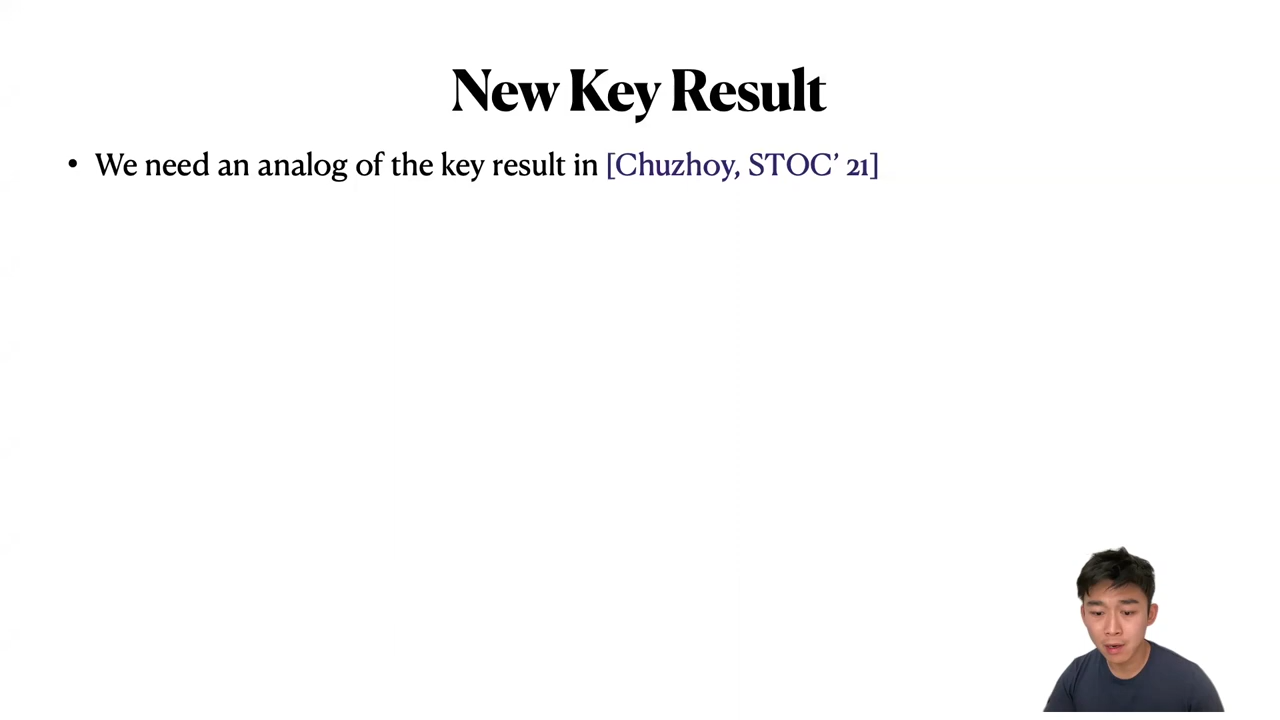 New Key Result
• We need an analog of the key result in [Chuzhoy, STOC’ 21]